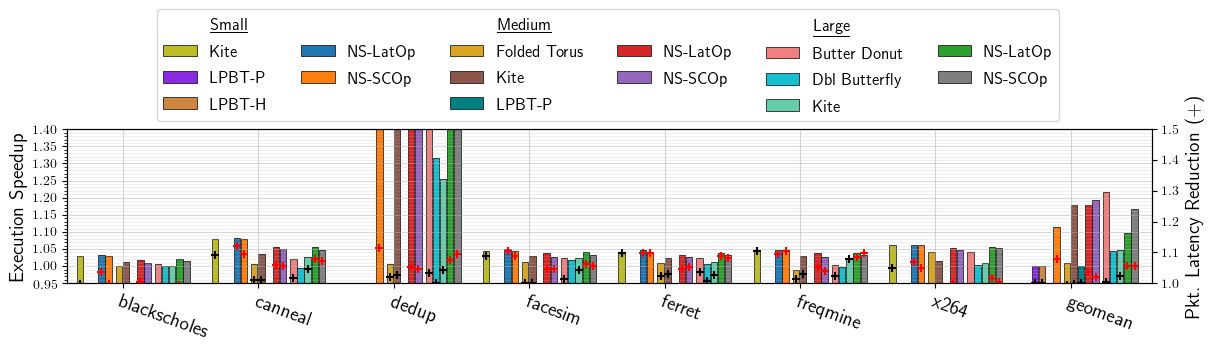 Small Medium Large
Kite NS-LatOp Folded Torus NS-LatOp Butter Donut NS-LatOp
LPBT-P NS-SCOp Kite NS-SCOp Dbl Butterfly NS-SCOp
LPBT-H LPBT-P Kite
Execution Speedup
1.40
1.35
1.30
1.25
1.20
1.15
1.10
1.05
1.00
0.95
1.5
1.4
1.3
1.2
1.1
1.0
Pkt. Latency Reduction (+)
blackscholes canneal dedup facesim ferret freqmine x264 geomean